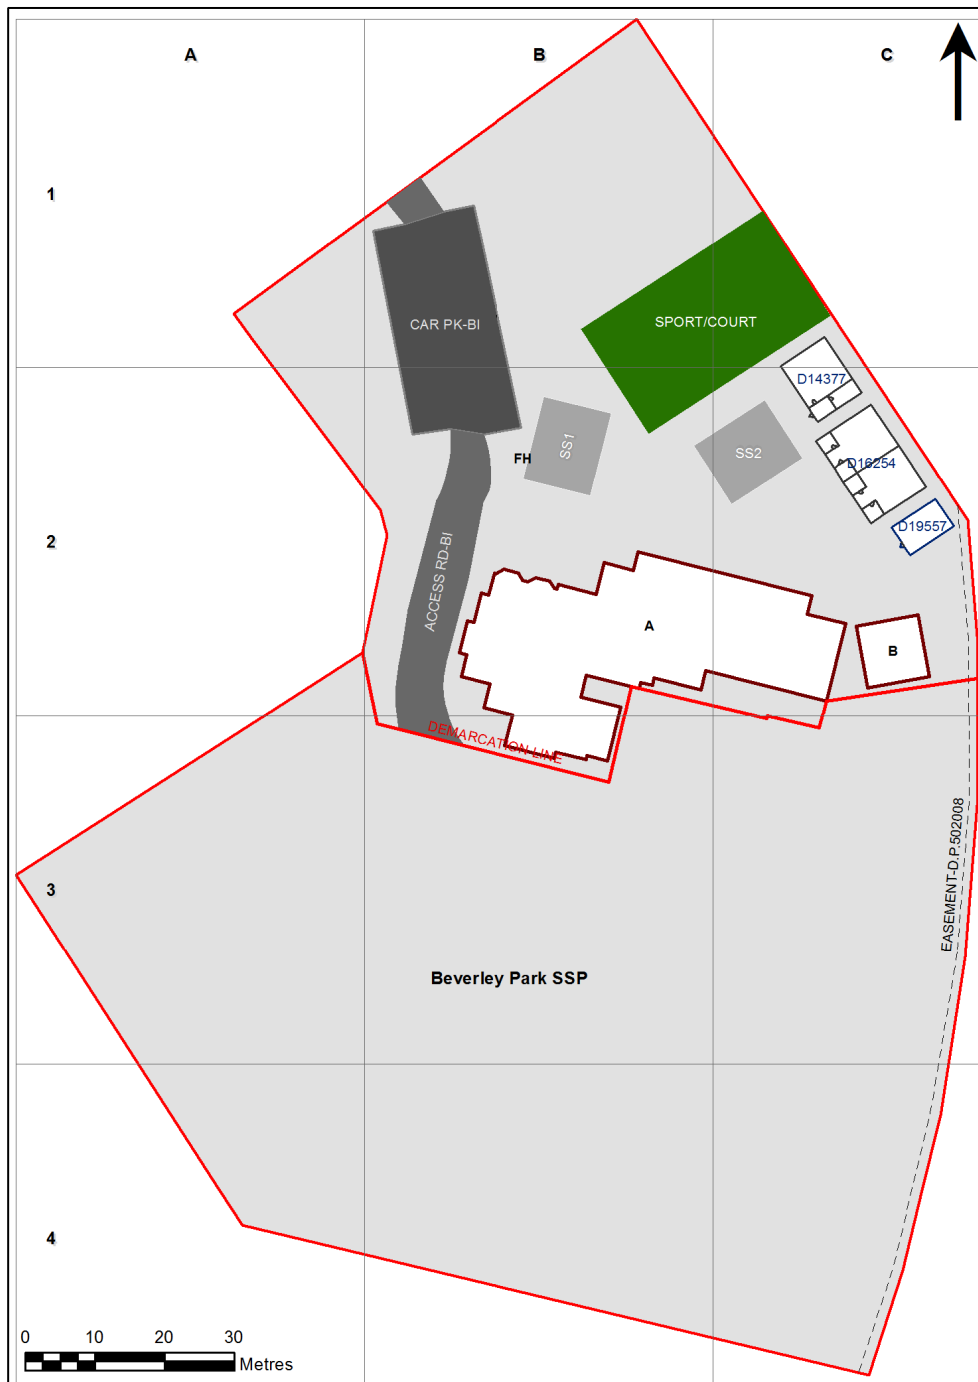 A
B
C
1
CAR PK-BI
SPORT/COURT
D14377
SS1
SS2
FH
D16254
D19557
2
ACCESS RD-BI
A
B
DEMARCATION LINE
EASEMENT-D.P.502008
3
Beverley Park SSP
4
0 10 20 30
Metres